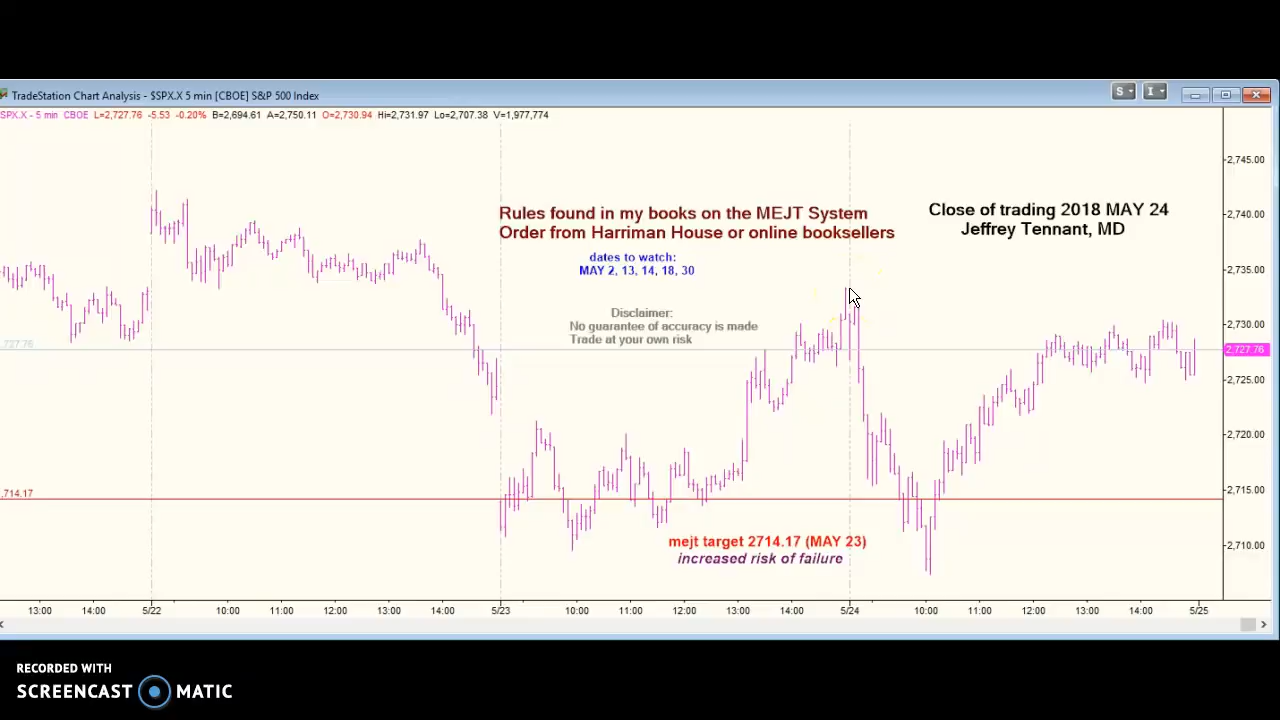 TradeStation Chart Analysis - $SPX.X 5 min [CBOE] S&P 500 Index
S
I
SPX.X - 5 min CBOE L=2,727.76 -5.53 -0.20% B=2,694.61 A=2,750.11 O=2,730.94 Hi=2,731.97 Lo=2,707.38 V=1,977,774
2,745.00
Rules found in my books on the MEJT System
Order from Harriman House or online booksellers
Close of trading 2018 MAY 24
Jeffrey Tennant, MD
2,740.00
dates to watch:
MAY 2, 13, 14, 18, 30
2,735.00
Disclaimer:
No guarantee of accuracy is made
Trade at your own risk
2,730.00
,727.76
2,727.76
2,725.00
2,720.00
,714.17
2,715.00
mejt target 2714.17 (MAY 23)
increased risk of failure
2,710.00
13:00 14:00 5/22 10:00 11:00 12:00 13:00 14:00 5/23 10:00 11:00 12:00 13:00 14:00 5/24 10:00 11:00 12:00 13:00 14:00 5/25
RECORDED WITH
SCREENCAST MATIC